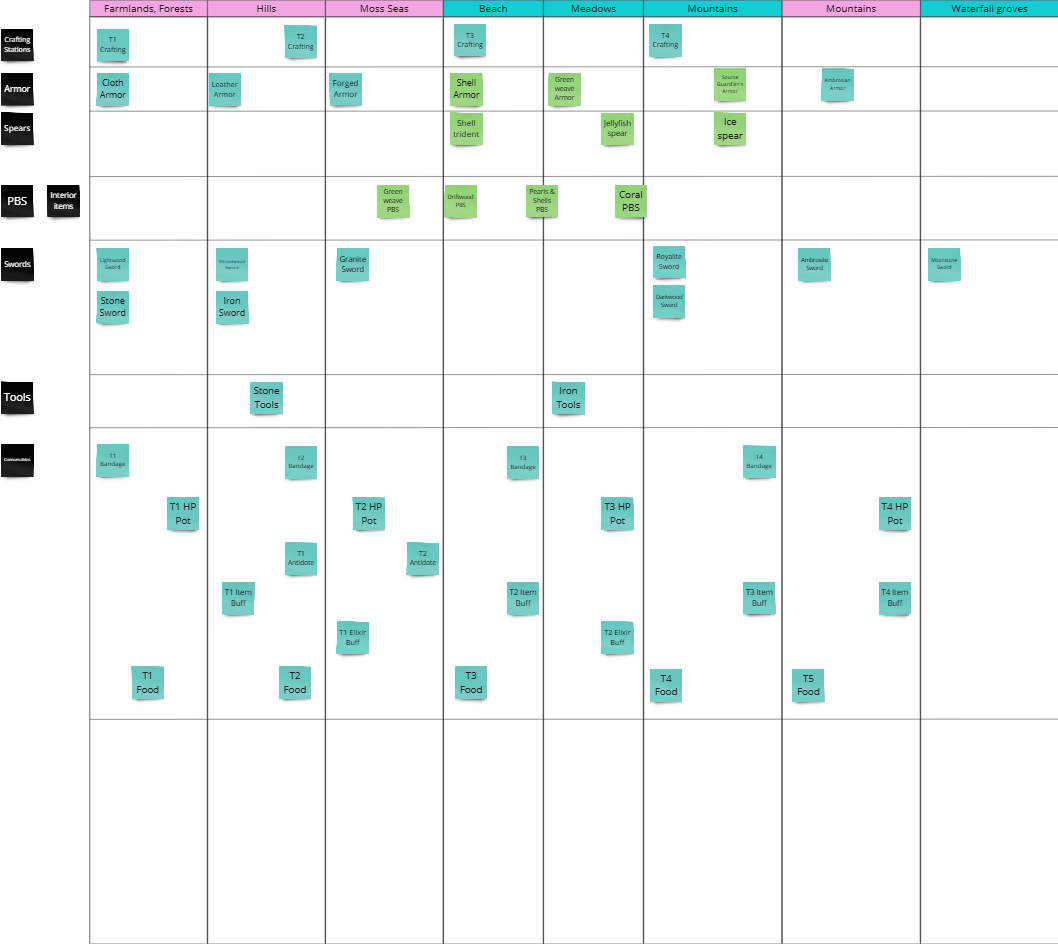 Farmlands, Forests
Hills
Moss Seas
Beach
Meadows
Mountains
Mountains
Waterfall groves
Crafting
Stations
T1
Crafting
T2
Crafting
T3
Crafting
T4
Crafting
Armor
Cloth
Armor
Leather
Armor
Forged
Armor
Shell
Armor
Green
weave
Armor
Source
Guardian's
Armor
Ambrosian
Armor
Spears
Shell
trident
Jellyfish
spear
Ice
spear
PBS
Interior
items
Green
weave
PBS
Driftwood
PBS
Pearls &
Shells
PBS
Coral
PBS
Swords
Lightwood
Sword
Sword
Granite
Sword
Royalite
Sword
Ambrosite
Sword
Moonstone
Sword
Stone
Sword
Iron
Sword
Darkwood
Sword
Tools
Stone
Tools
Iron
Tools
Consumables
T1
Bandage
T2
Bandage
T3
Bandage
T4
Bandage
T1 HP
Pot
T2 HP
Pot
T3 HP
Pot
T4 HP
Pot
T1
Antidote
T2
Antidote
T1 Item
Buff
T2 Item
Buff
T3 Item
Buff
T4 Item
Buff
T1 Elixir
Buff
T2 Elixir
Buff
T1
Food
T2
Food
T3
Food
T4
Food
T5
Food